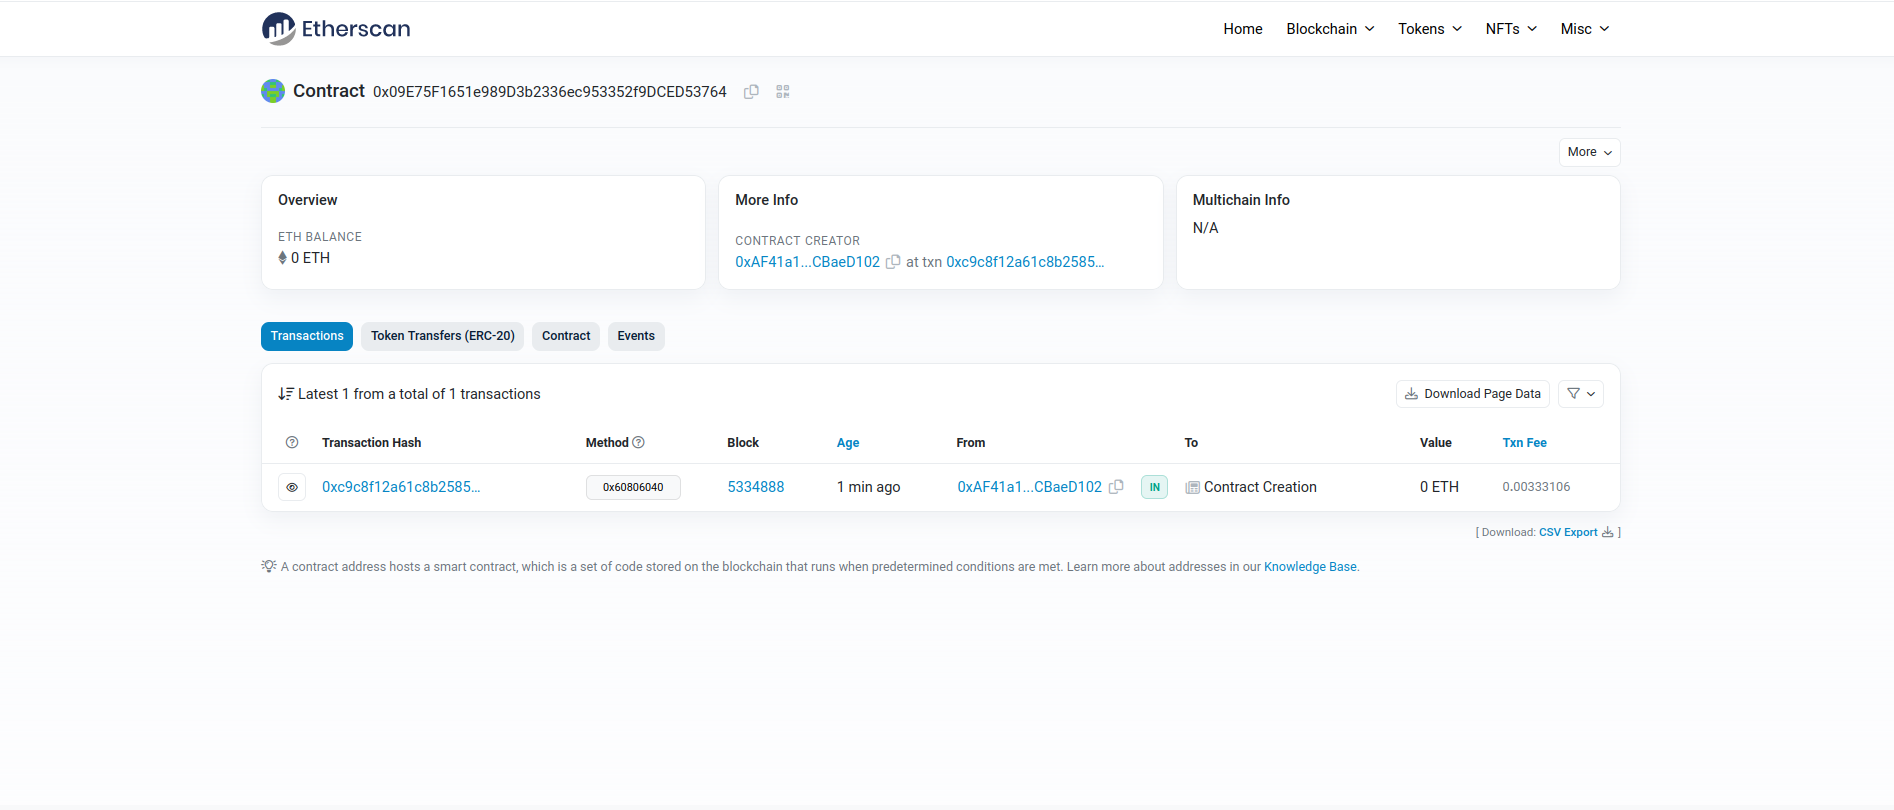 Etherscan
Home Blockchain Tokens NFTs Misc
Contract 0x09E75F1651e989D3b2336ec953352f9DCED53764
More
Overview
ETH BALANCE
0 ETH
More Info
CONTRACT CREATOR
0xAF41a1...CBaeD102 at txn 0xc9c8f12a61c8b2585...
Multichain Info
N/A
Transactions Token Transfers (ERC-20) Contract Events
Latest 1 from a total of 1 transactions
Download Page Data
Transaction Hash Method Block Age From To Value Txn Fee
0xc9c8f12a61c8b2585... 0x60806040 5334888 1 min ago 0xAF41a1...CBaeD102 IN Contract Creation 0 ETH 0.00333106
[ Download: CSV Export ]
A contract address hosts a smart contract, which is a set of code stored on the blockchain that runs when predetermined conditions are met. Learn more about addresses in our Knowledge Base.